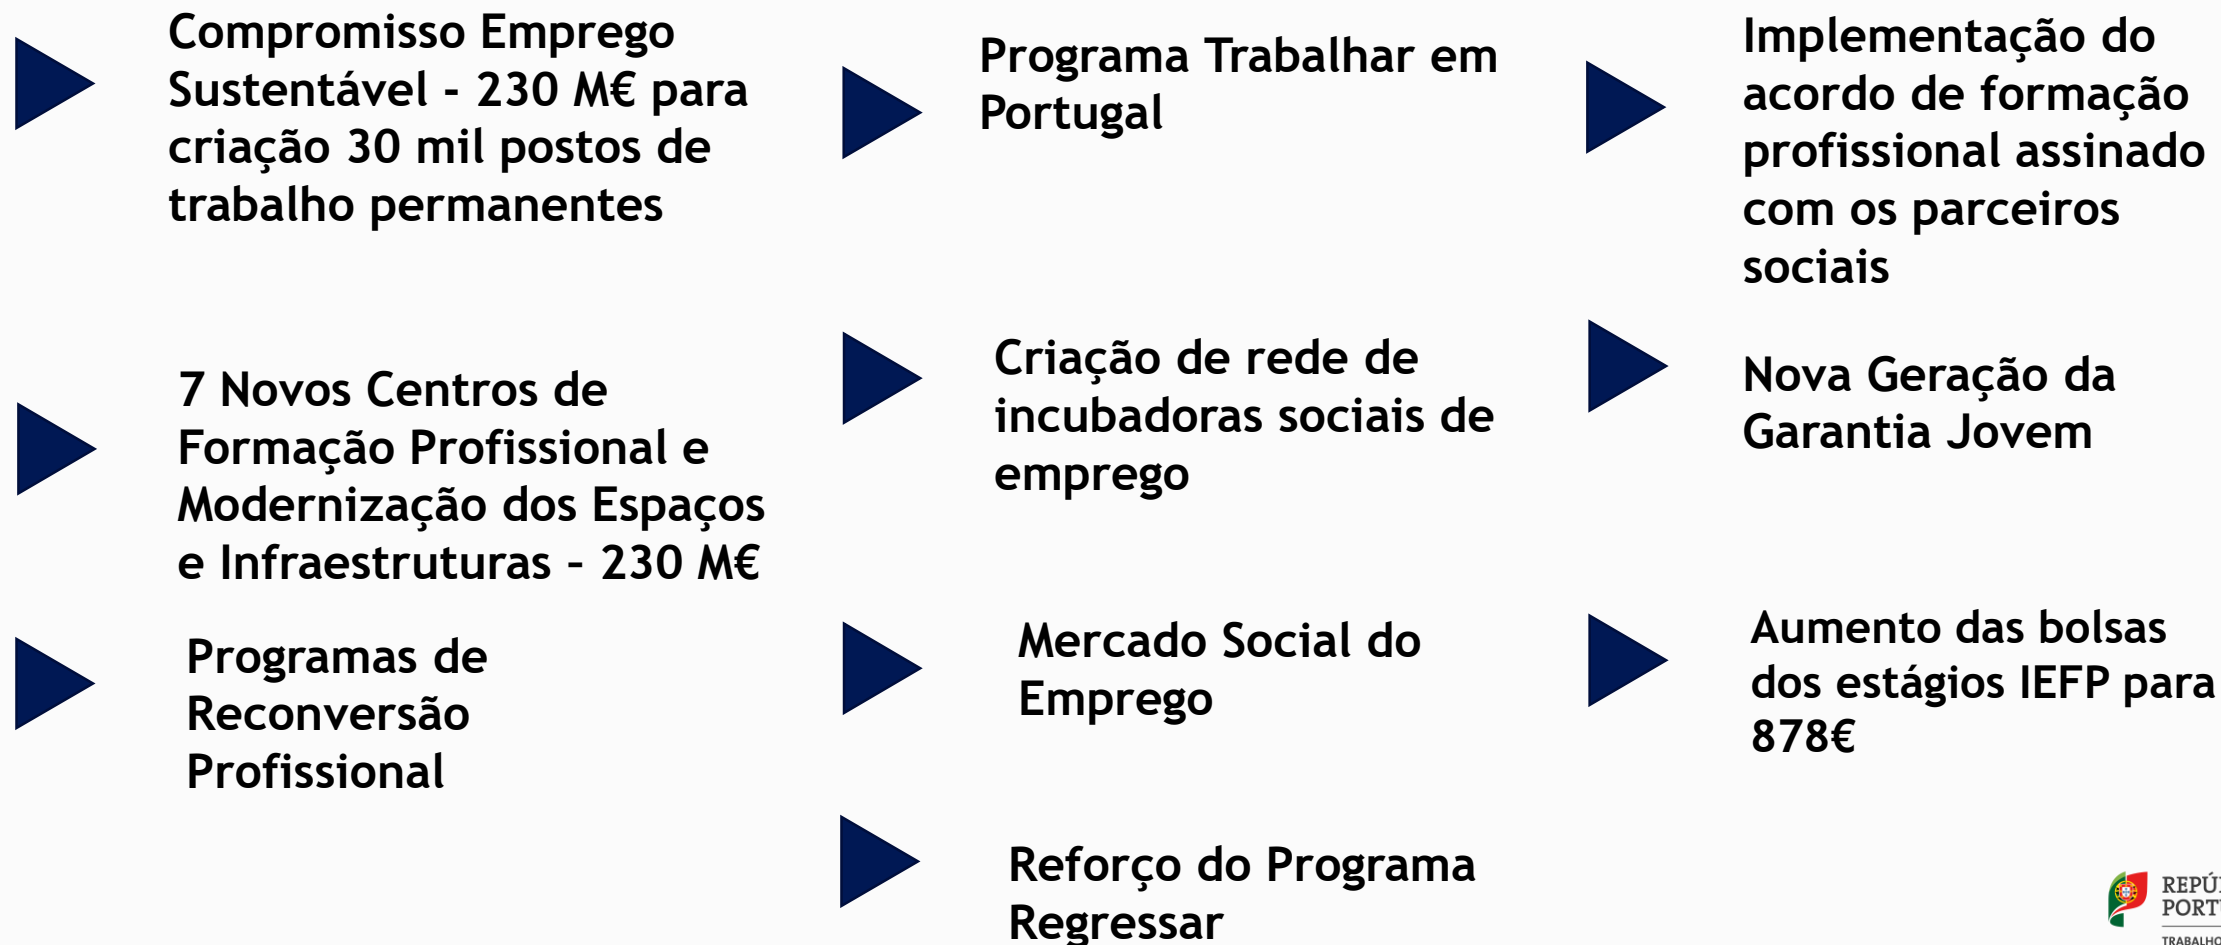 Compromisso Emprego
Sustentável - 230 M€ para
criação 30 mil postos de
trabalho permanentes
7 Novos Centros de
Formação Profissional e
Modernização dos Espaços
e Infraestruturas – 230 M€
Programas de
Reconversão
Profissional
Programa Trabalhar em
Portugal
Criação de rede de
incubadoras sociais de
emprego
Mercado Social do
Emprego
Reforço do Programa
Regressar
Implementação do
acordo de formação
profissional assinado
com os parceiros
sociais
Nova Geração da
Garantia Jovem
Aumento das bolsas
dos estágios IEFP para
878€
TRABALHO